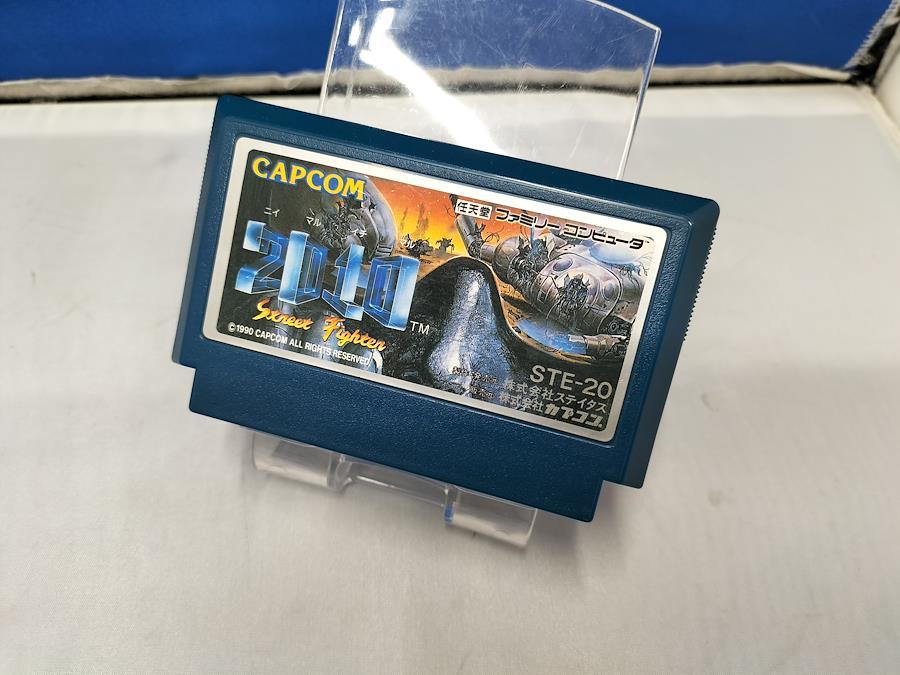 CAPCOM
任天堂 ファミリーコンピュータ™
ニイ マル イチ マル
2010
™
Street Fighter
©1990 CAPCOM ALL RIGHTS RESERVED
STE-20
株式会社ステイタス
株式会社カプコン